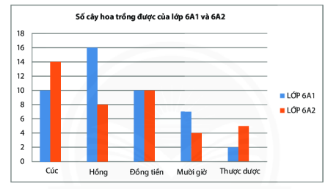 Số cây hoa trồng được của lớp 6A1 và 6A2
18
16
14
12
10
8
6
4
2
0
Cúc Hồng Đồng tiền Mười giờ Thược dược
LỚP 6A1
LỚP 6A2